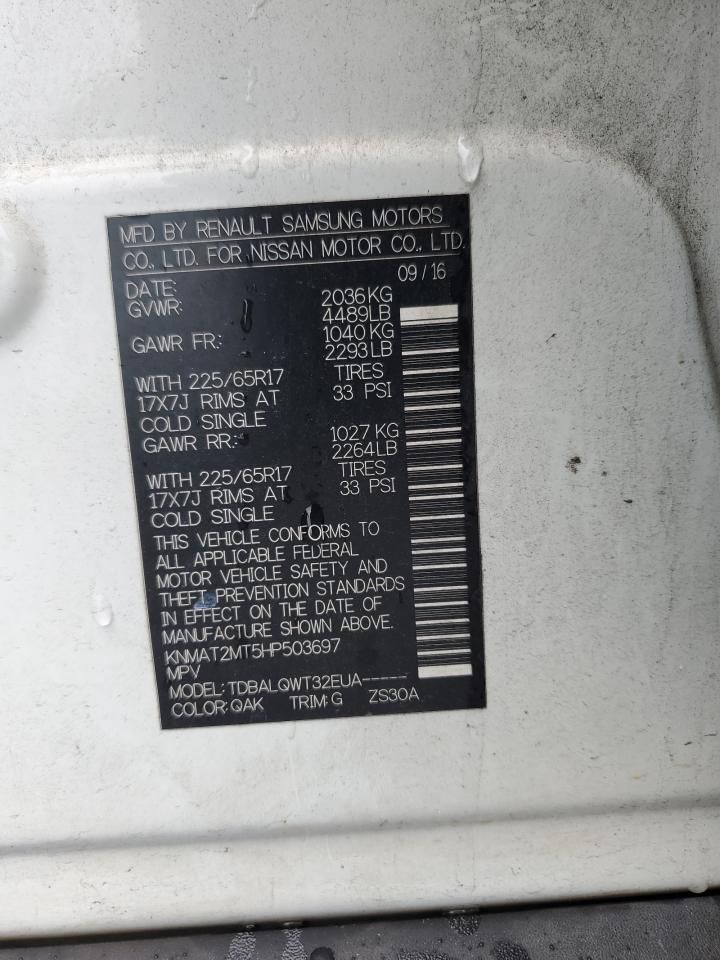 MFD BY RENAULT SAMSUNG MOTORS
CO., LTD. FOR NISSAN MOTOR CO., LTD.
DATE: 09/16
GVWR: 2036KG
4489LB
GAWR FR: 1040KG
2293LB
WITH 225/65R17 TIRES
17X7J RIMS AT 33 PSI
COLD SINGLE
GAWR RR: 1027KG
2264LB
WITH 225/65R17 TIRES
17X7J RIMS AT 33 PSI
COLD SINGLE
THIS VEHICLE CONFORMS TO
ALL APPLICABLE FEDERAL
MOTOR VEHICLE SAFETY AND
THEFT PREVENTION STANDARDS
IN EFFECT ON THE DATE OF
MANUFACTURE SHOWN ABOVE.
KNMAT2MT5HP503697
MPV
MODEL: TDBALQWT32EUA-----
COLOR: QAK TRIM: G ZS30A